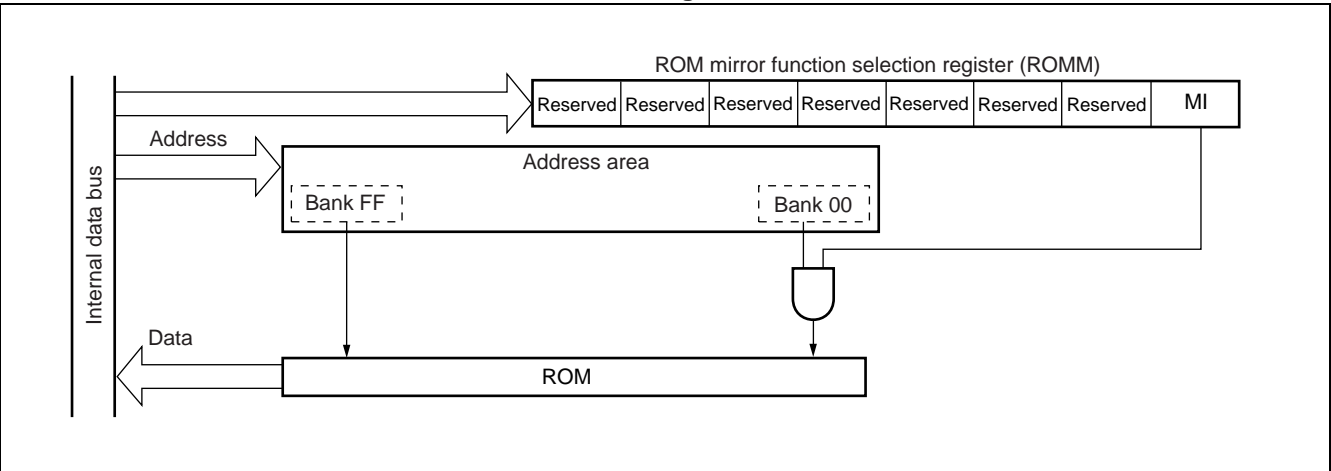 ROM mirror function selection register (ROMM)
Reserved Reserved Reserved Reserved Reserved Reserved Reserved MI
Address
Address area
Bank FF
Bank 00
Internal data bus
Data
ROM